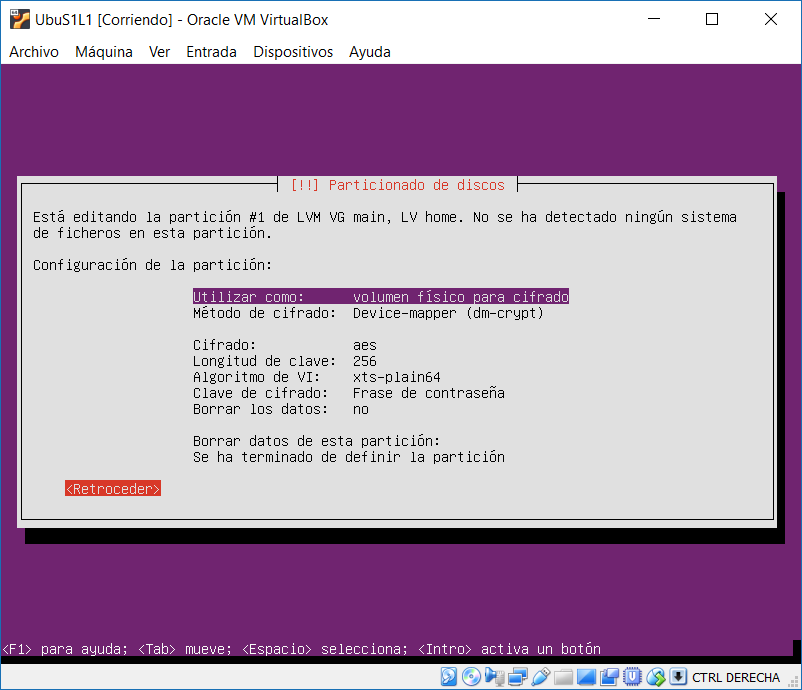 UbuS1L1 [Corriendo] - Oracle VM VirtualBox
Archivo Máquina Ver Entrada Dispositivos Ayuda
[!!] Particionado de discos
Está editando la partición #1 de LVM VG main, LV home. No se ha detectado ningún sistema
de ficheros en esta partición.
Configuración de la partición:
Utilizar como: volumen físico para cifrado
Método de cifrado: Device-mapper (dm-crypt)
Cifrado: aes
Longitud de clave: 256
Algoritmo de VI: xts-plain64
Clave de cifrado: Frase de contraseña
Borrar los datos: no
Borrar datos de esta partición:
Se ha terminado de definir la partición
<Retroceder>
<F1> para ayuda; <Tab> mueve; <Espacio> selecciona; <Intro> activa un botón
CTRL DERECHA